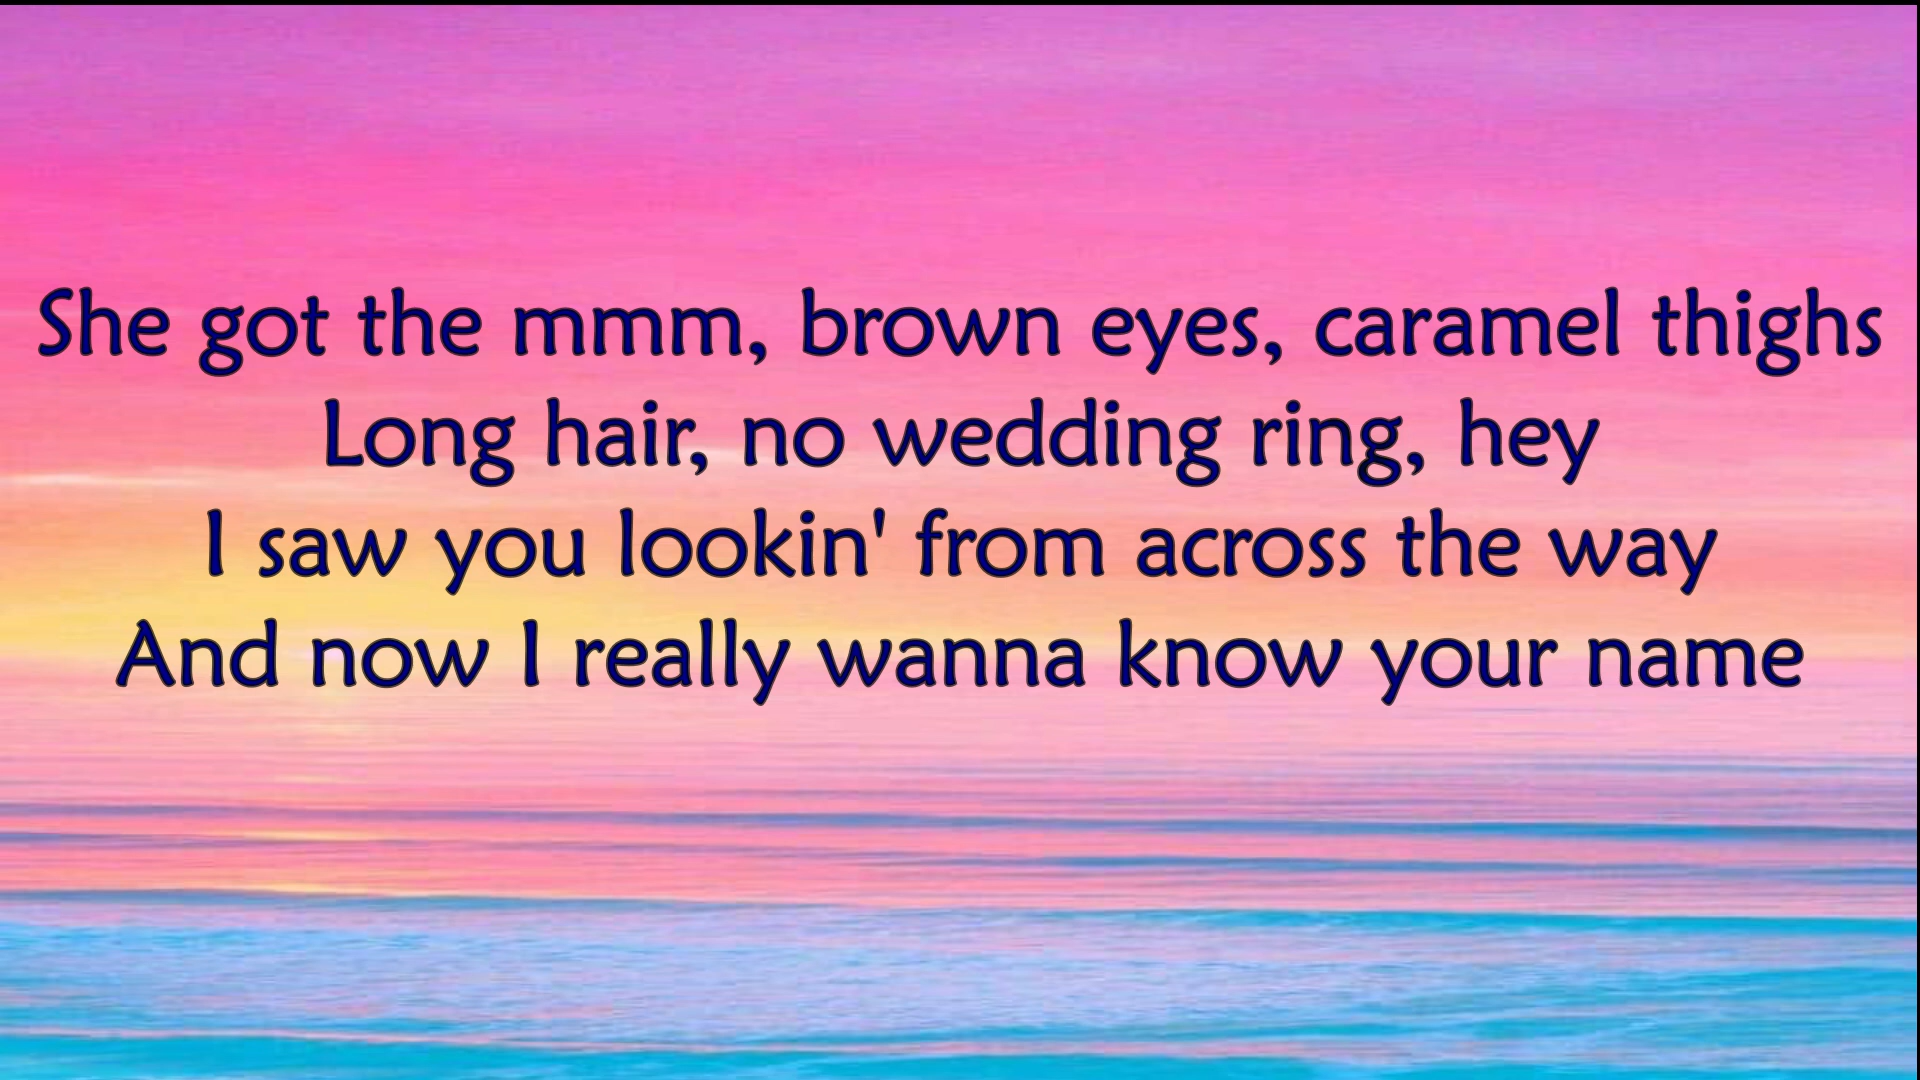 She got the mmm, brown eyes, caramel thighs
Long hair, no wedding ring, hey
I saw you lookin' from across the way
And now I really wanna know your name